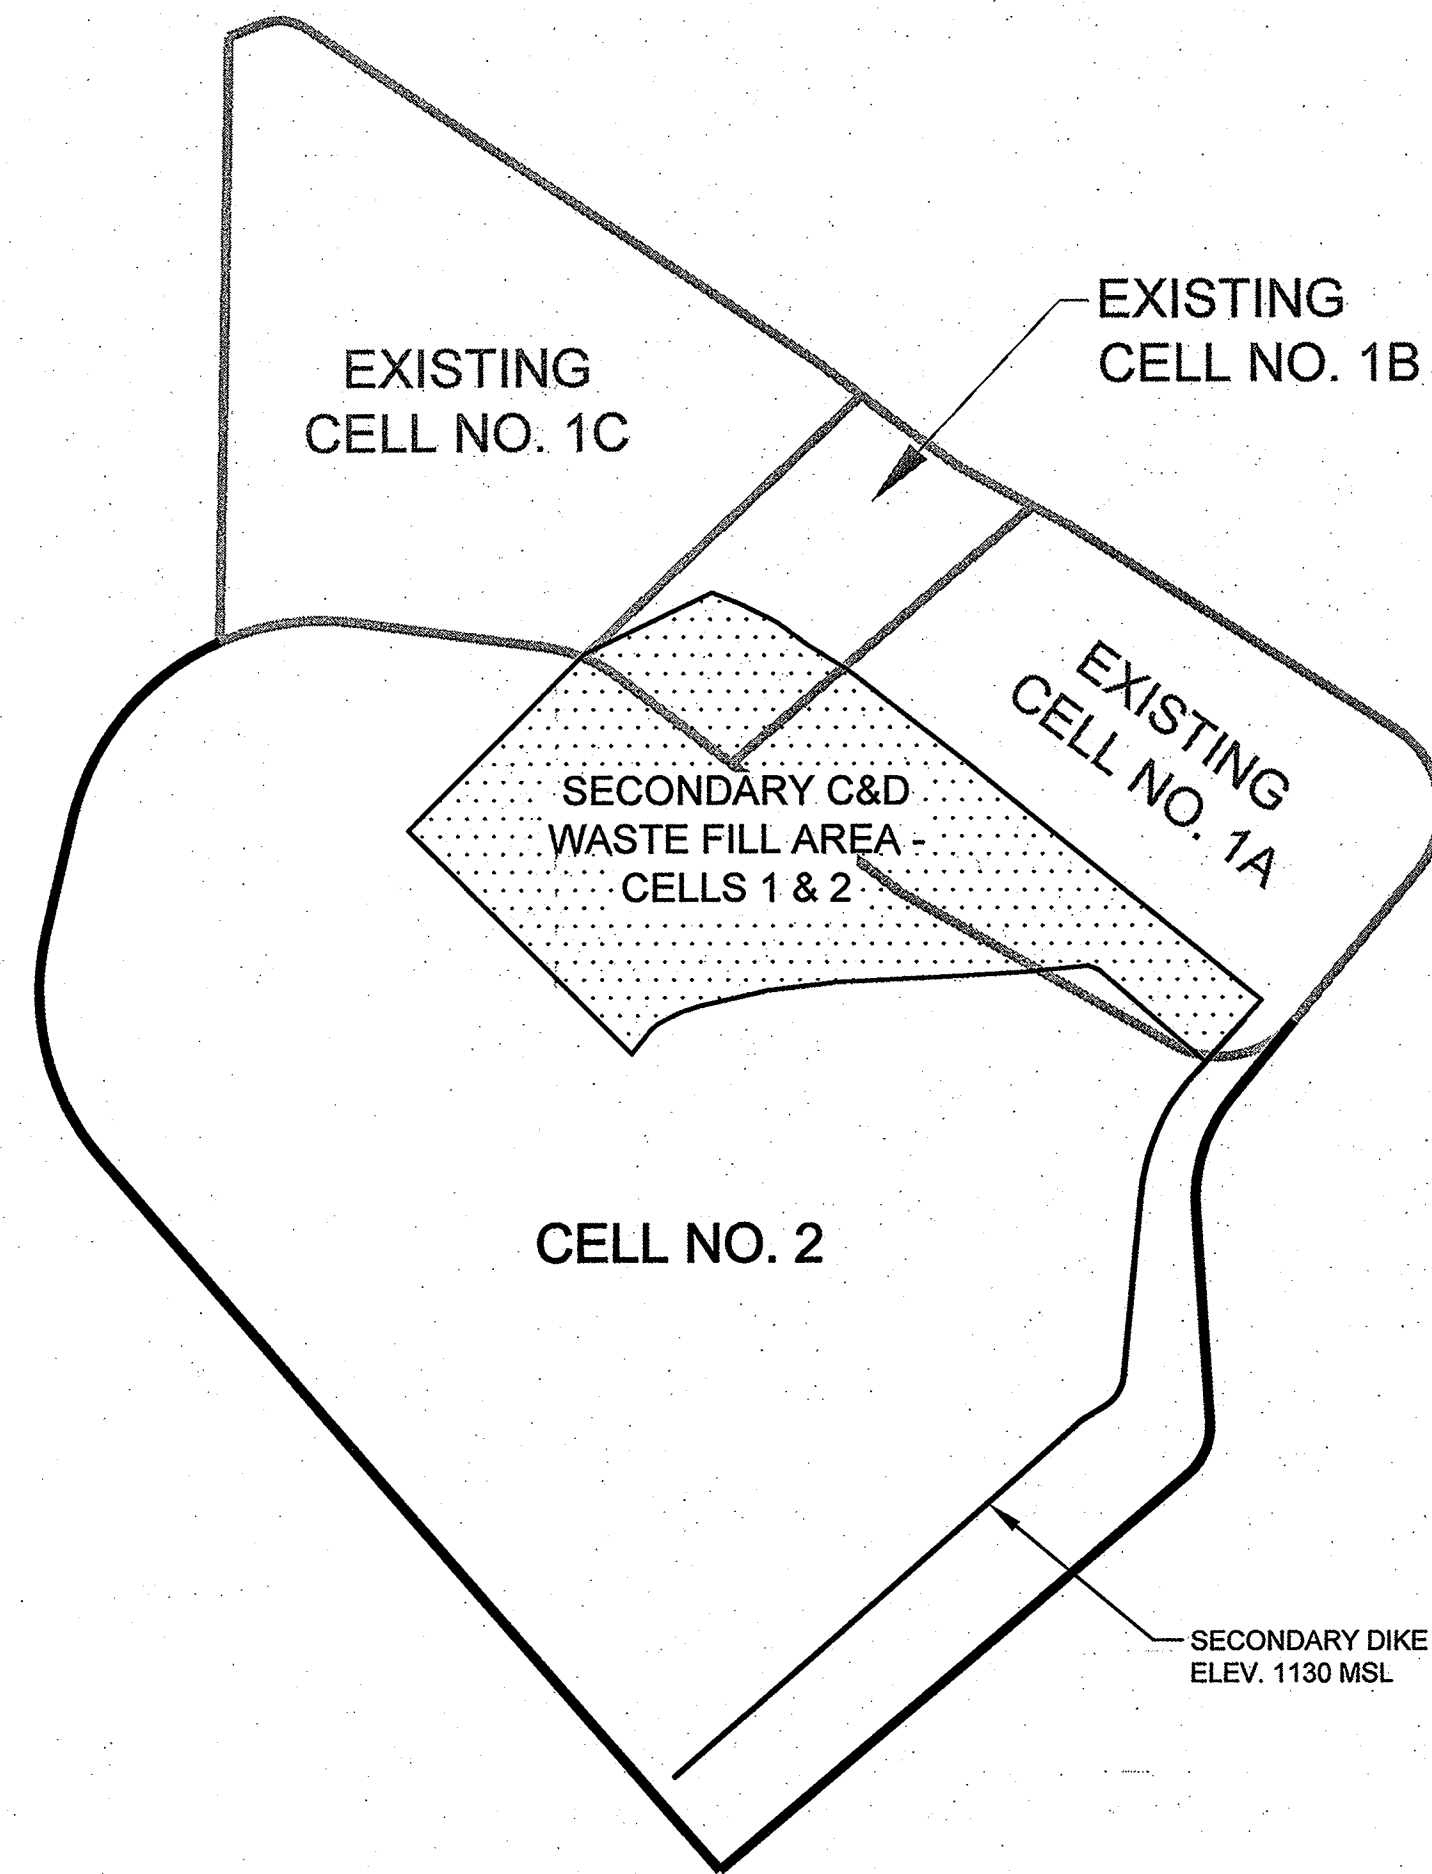 EXISTING
CELL NO. 1B
EXISTING
CELL NO. 1C
EXISTING
CELL NO. 1A
SECONDARY C&D
WASTE FILL AREA -
CELLS 1 & 2
CELL NO. 2
SECONDARY DIKE
ELEV. 1130 MSL